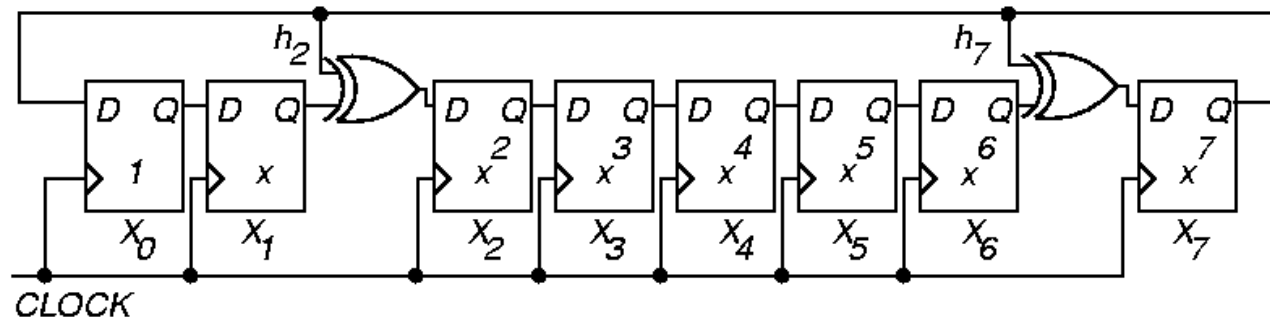 h₂ h₇
D Q D Q D Q D Q D Q D Q D Q D Q
1 x x² x³ x⁴ x⁵ x⁶ x⁷
X₀ X₁ X₂ X₃ X₄ X₅ X₆ X₇
CLOCK